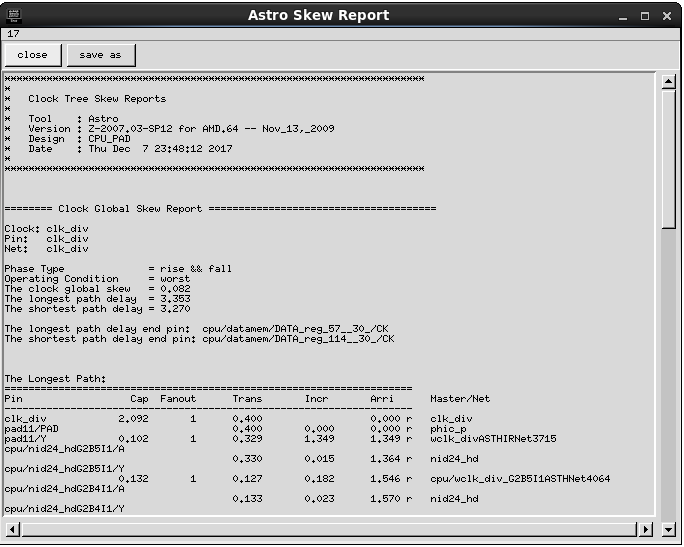 Astro Skew Report
17
close save as
************************************************************************
*
* Clock Tree Skew Reports
*
* Tool : Astro
* Version : Z-2007.03-SP12 for AMD.64 -- Nov_13,_2009
* Design : CPU_PAD
* Date : Thu Dec 7 23:48:12 2017
*
************************************************************************
======== Clock Global Skew Report ======================================
Clock: clk_div
Pin: clk_div
Net: clk_div
Phase Type = rise && fall
Operating Condition = worst
The clock global skew = 0.082
The longest path delay = 3.353
The shortest path delay = 3.270
The longest path delay end pin: cpu/datamem/DATA_reg_57__30_/CK
The shortest path delay end pin: cpu/datamem/DATA_reg_114__30_/CK
The Longest Path:
====================================================================
Pin Cap Fanout Trans Incr Arri Master/Net
--------------------------------------------------------------------
clk_div 2.092 1 0.400 0.000 r clk_div
pad11/PAD 0.400 0.000 0.000 r phic_p
pad11/Y 0.102 1 0.329 1.349 1.349 r wclk_divASTHIRNet3715
cpu/nid24_hdG2B5I1/A
0.330 0.015 1.364 r nid24_hd
cpu/nid24_hdG2B5I1/Y
0.132 1 0.127 0.182 1.546 r cpu/wclk_div_G2B5I1ASTHNet4064
cpu/nid24_hdG2B4I1/A
0.133 0.023 1.570 r nid24_hd
cpu/nid24_hdG2B4I1/Y